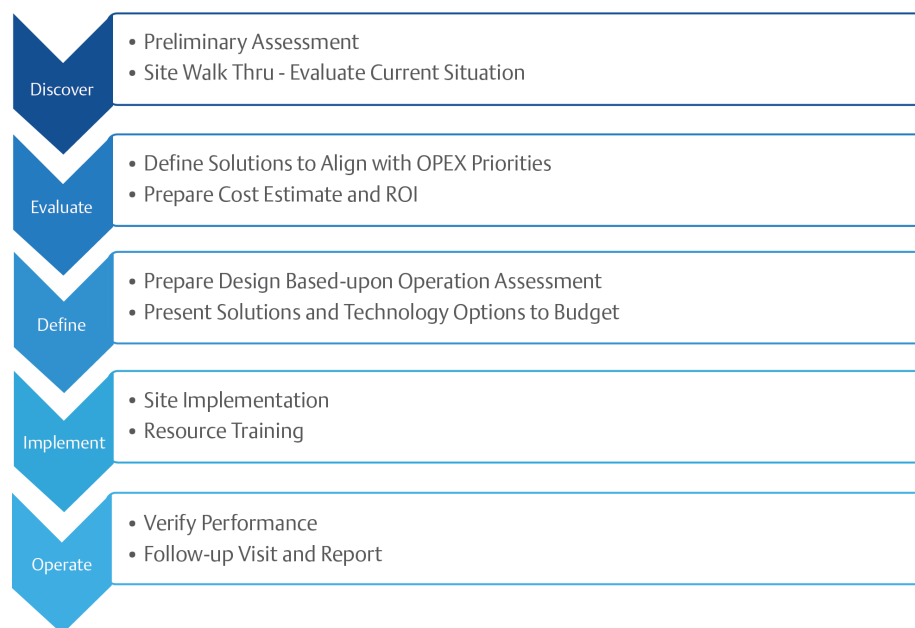 Discover
• Preliminary Assessment
• Site Walk Thru - Evaluate Current Situation
Evaluate
• Define Solutions to Align with OPEX Priorities
• Prepare Cost Estimate and ROI
Define
• Prepare Design Based-upon Operation Assessment
• Present Solutions and Technology Options to Budget
Implement
• Site Implementation
• Resource Training
Operate
• Verify Performance
• Follow-up Visit and Report